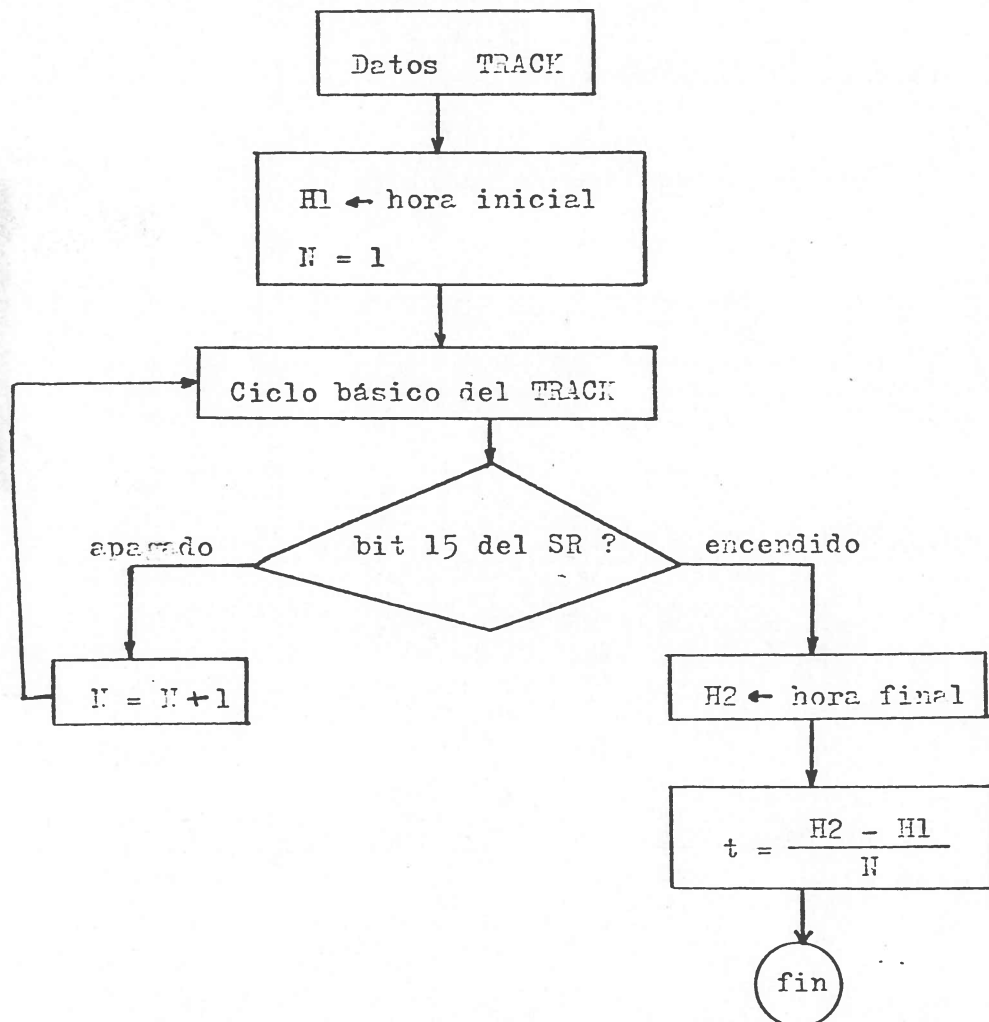 Datos TRACK
H1 ← hora inicial
N = 1
Ciclo básico del TRACK
bit 15 del SR ?
apagado
encendido
N = N + 1
H2 ← hora final
t = \frac{H2 - H1}{N}
fin